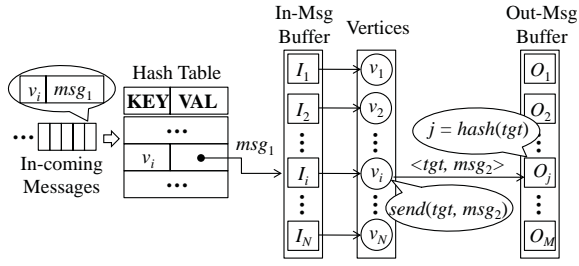 In-Msg Buffer
Vertices
Out-Msg Buffer
Hash Table
v_i msg_1
KEY VAL
•••
v_i
•••
•••
In-coming Messages
msg_1
I_1
I_2
I_i
I_N
v_1
v_2
v_i
v_N
j = hash(tgt)
<tgt, msg_2>
send(tgt, msg_2)
O_1
O_2
O_j
O_M